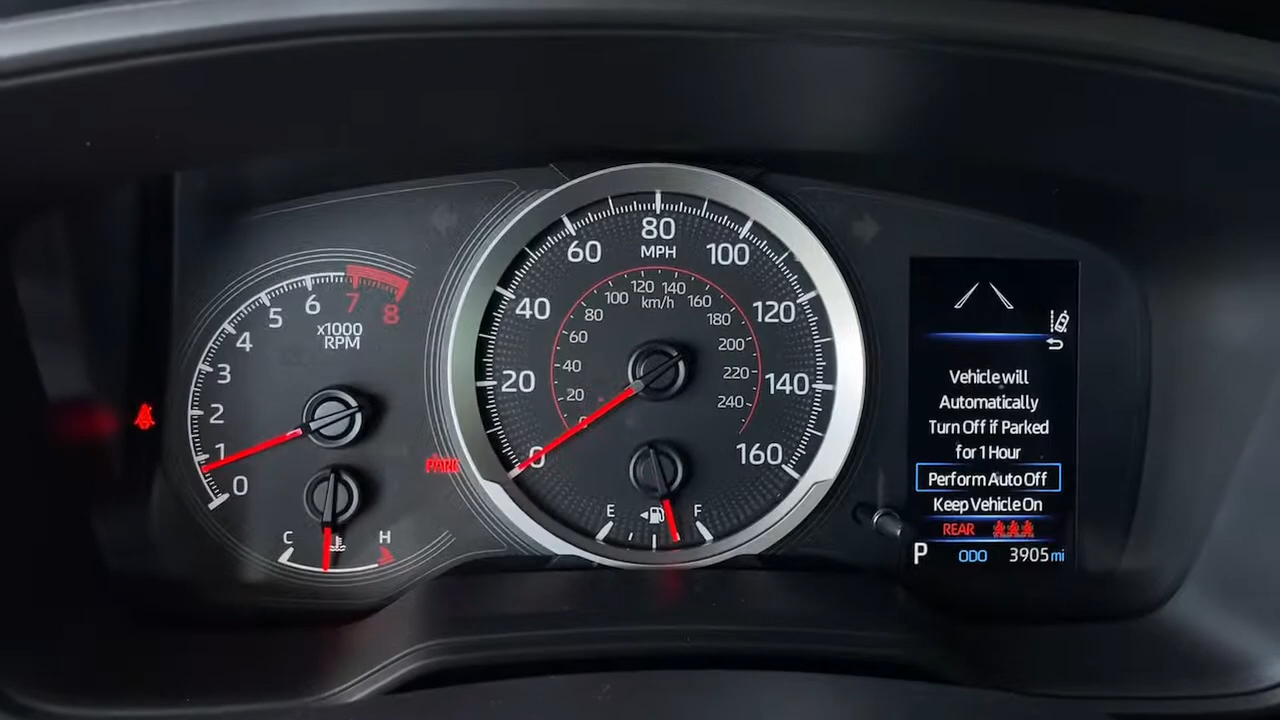 0
1
2
3
4
5
6
7
8
x1000
RPM
C
H
PARK
0
20
40
60
80
100
120
140
160
MPH
km/h
0
20
40
60
80
100
120
140
160
180
200
220
240
E
F
Vehicle will
Automatically
Turn Off if Parked
for 1 Hour
Perform Auto Off
Keep Vehicle On
REAR
P ODO 3905 mi